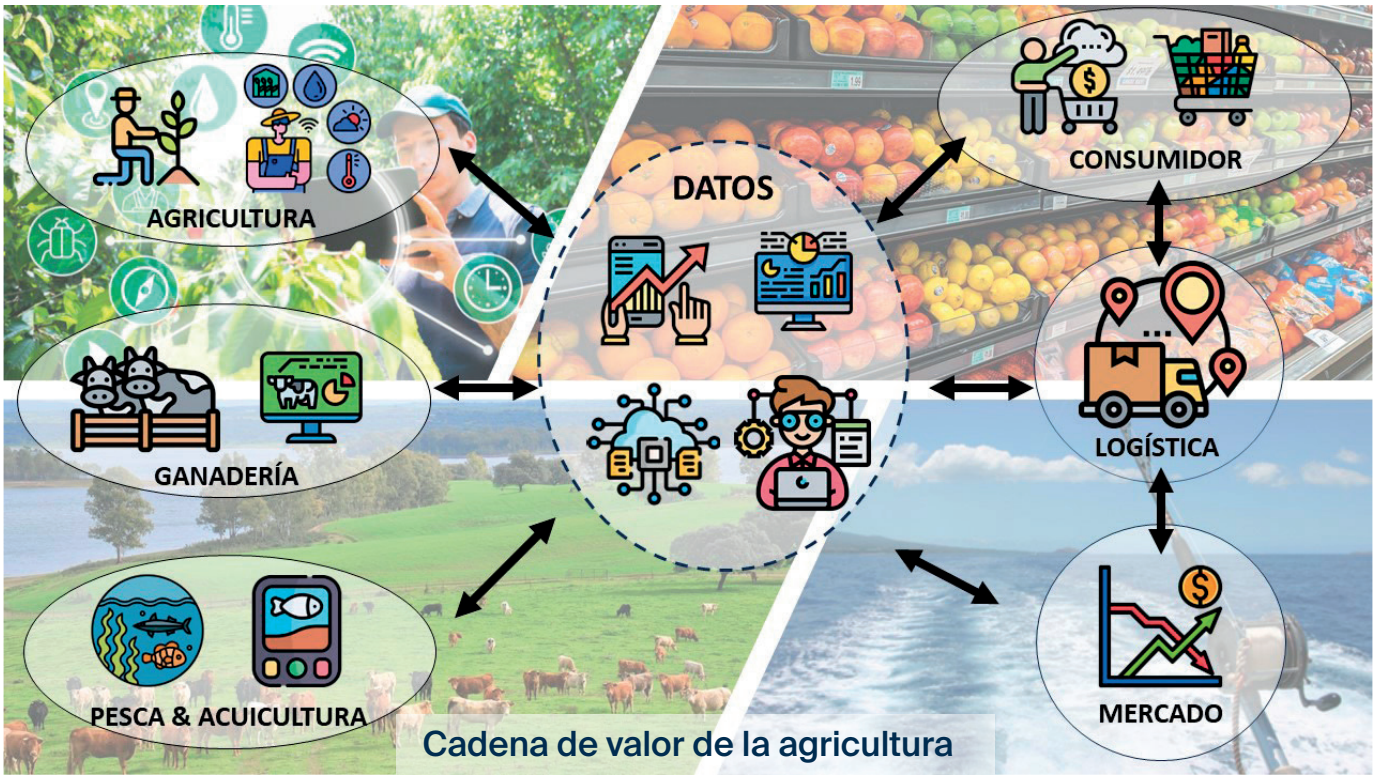 AGRICULTURA
DATOS
CONSUMIDOR
GANADERÍA
LOGÍSTICA
PESCA & ACUICULTURA
MERCADO
Cadena de valor de la agricultura